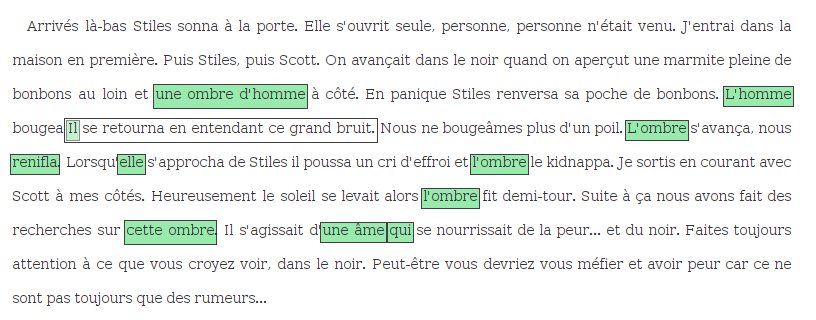 Arrivés là-bas Stiles sonna à la porte. Elle s'ouvrit seule, personne, personne n'était venu. J'entrai dans la
maison en première. Puis Stiles, puis Scott. On avançait dans le noir quand on aperçut une marmite pleine de
bonbons au loin et une ombre d'homme à côté. En panique Stiles renversa sa poche de bonbons. L'homme
bougea Il se retourna en entendant ce grand bruit. Nous ne bougeâmes plus d'un poil. L'ombre s'avança, nous
renifla. Lorsqu'elle s'approcha de Stiles il poussa un cri d'effroi et l'ombre le kidnappa. Je sortis en courant avec
Scott à mes côtés. Heureusement le soleil se levait alors l'ombre fit demi-tour. Suite à ça nous avons fait des
recherches sur cette ombre. Il s'agissait d'une âme qui se nourrissait de la peur... et du noir. Faites toujours
attention à ce que vous croyez voir, dans le noir. Peut-être vous devriez vous méfier et avoir peur car ce ne
sont pas toujours que des rumeurs...